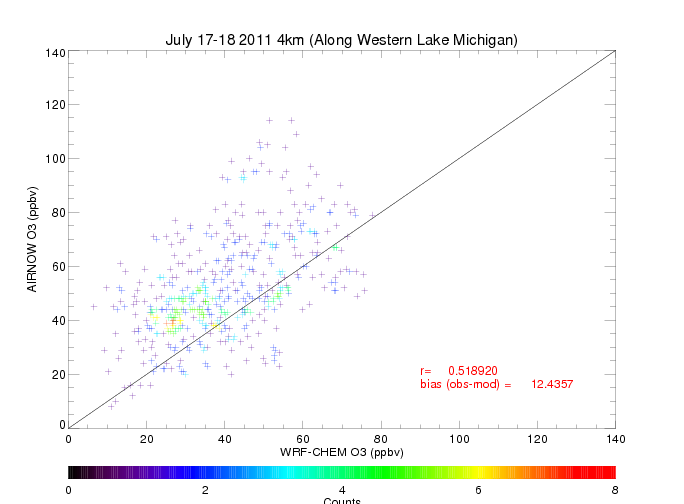 July 17-18 2011 4km (Along Western Lake Michigan)
140
120
100
80
60
40
20
0
AIRNOW O3 (ppbv)
r= 0.518920
bias (obs-mod) = 12.4357
0 20 40 60 80 100 120 140
WRF-CHEM O3 (ppbv)
0 2 4 6 8
Counts